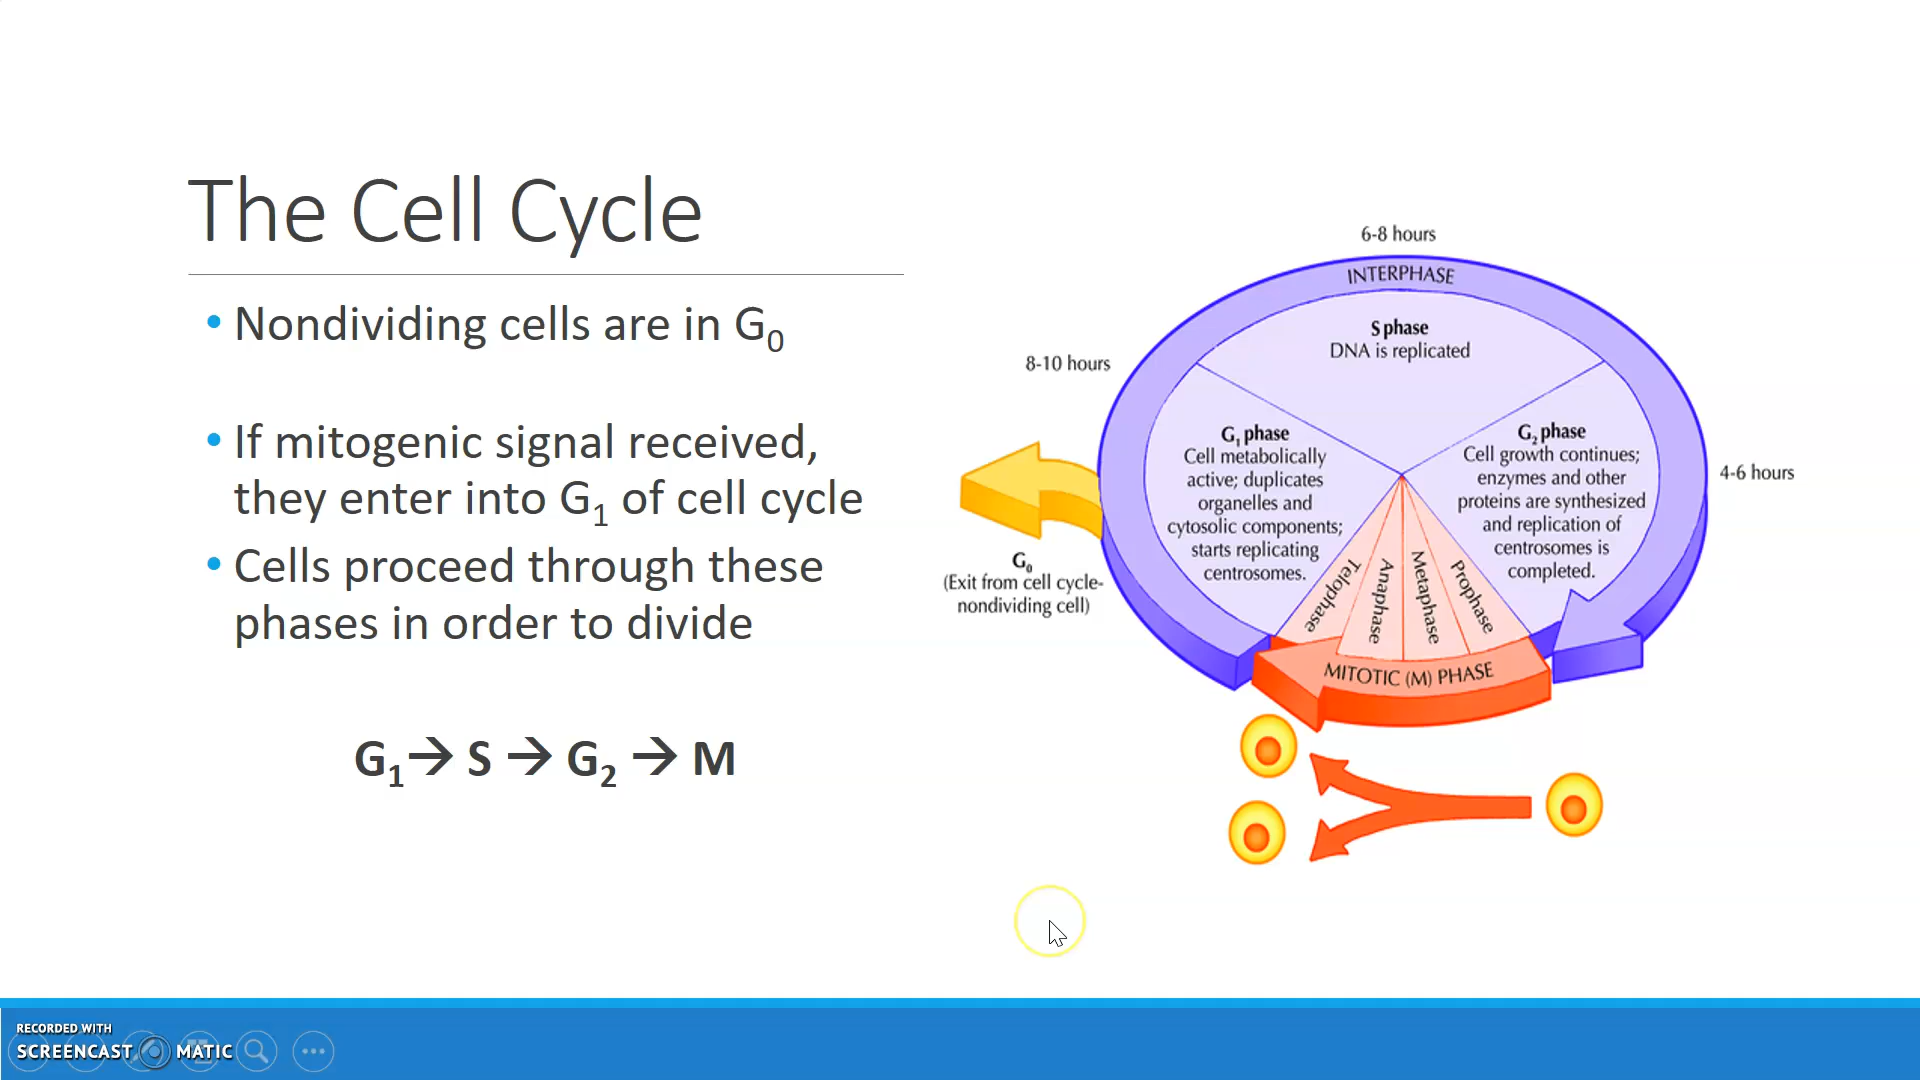 The Cell Cycle
• Nondividing cells are in G0
• If mitogenic signal received,
they enter into G1 of cell cycle
• Cells proceed through these
phases in order to divide
G1→ S → G2 → M
6-8 hours
INTERPHASE
S phase
DNA is replicated
8-10 hours
G1 phase
Cell metabolically
active; duplicates
organelles and
cytosolic components;
starts replicating
centrosomes.
G2 phase
Cell growth continues;
enzymes and other
proteins are synthesized
and replication of
centrosomes is
completed.
4-6 hours
G0
(Exit from cell cycle-
nondividing cell)
Telophase
Anaphase
Metaphase
Prophase
MITOTIC (M) PHASE
RECORDED WITH
SCREENCAST MATIC